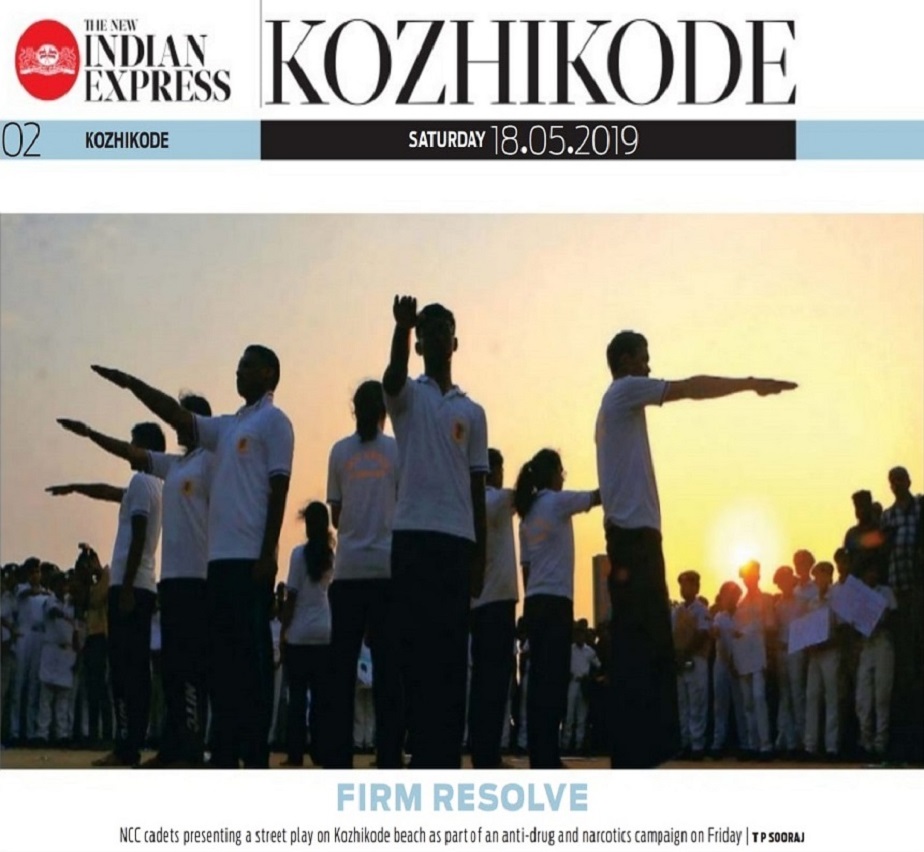 THE NEW
INDIAN
EXPRESS
KOZHIKODE
02
KOZHIKODE
SATURDAY 18.05.2019
FIRM RESOLVE
NCC cadets presenting a street play on Kozhikode beach as part of an anti-drug and narcotics campaign on Friday | T P SOORAJ